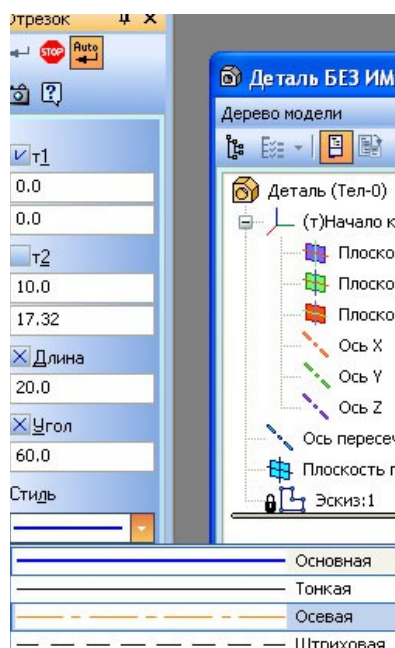 Отрезок
STOP
Auto
т1
0.0
0.0
т2
10.0
17.32
Длина
20.0
Угол
60.0
Стиль
Деталь БЕЗ ИМ
Дерево модели
Деталь (Тел-0)
(т)Начало к
Плоско
Плоско
Плоско
Ось X
Ось Y
Ось Z
Ось пересеч
Плоскость п
Эскиз:1
Основная
Тонкая
Осевая
Штриховая